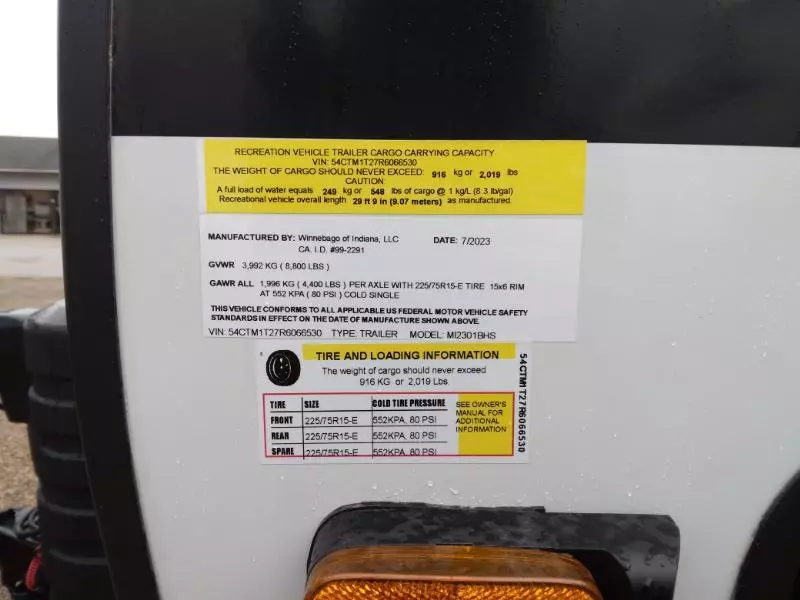 RECREATION VEHICLE TRAILER CARGO CARRYING CAPACITY
VIN: 54CTM1T27R6066530
THE WEIGHT OF CARGO SHOULD NEVER EXCEED: 916 kg or 2,019 lbs
CAUTION:
A full load of water equals 249 kg or 548 lbs of cargo @ 1 kg/L (8.3 lb/gal)
Recreational vehicle overall length 29 ft 9 in (9.07 meters) as manufactured.
MANUFACTURED BY: Winnebago of Indiana, LLC DATE: 7/2023
CA. I.D. #99-2291
GVWR 3,992 KG ( 8,800 LBS )
GAWR ALL 1,996 KG ( 4,400 LBS ) PER AXLE WITH 225/75R15-E TIRE 15x6 RIM
AT 552 KPA ( 80 PSI ) COLD SINGLE
THIS VEHICLE CONFORMS TO ALL APPLICABLE US FEDERAL MOTOR VEHICLE SAFETY
STANDARDS IN EFFECT ON THE DATE OF MANUFACTURE SHOWN ABOVE.
VIN: 54CTM1T27R6066530 TYPE: TRAILER MODEL: MI2301BHS
TIRE AND LOADING INFORMATION
The weight of cargo should never exceed
916 KG or 2,019 Lbs
TIRE SIZE COLD TIRE PRESSURE
FRONT 225/75R15-E 552KPA, 80 PSI
REAR 225/75R15-E 552KPA, 80 PSI
SPARE 225/75R15-E 552KPA, 80 PSI
SEE OWNER'S
MANUAL FOR
ADDITIONAL
INFORMATION
54CTM1T27R6066530